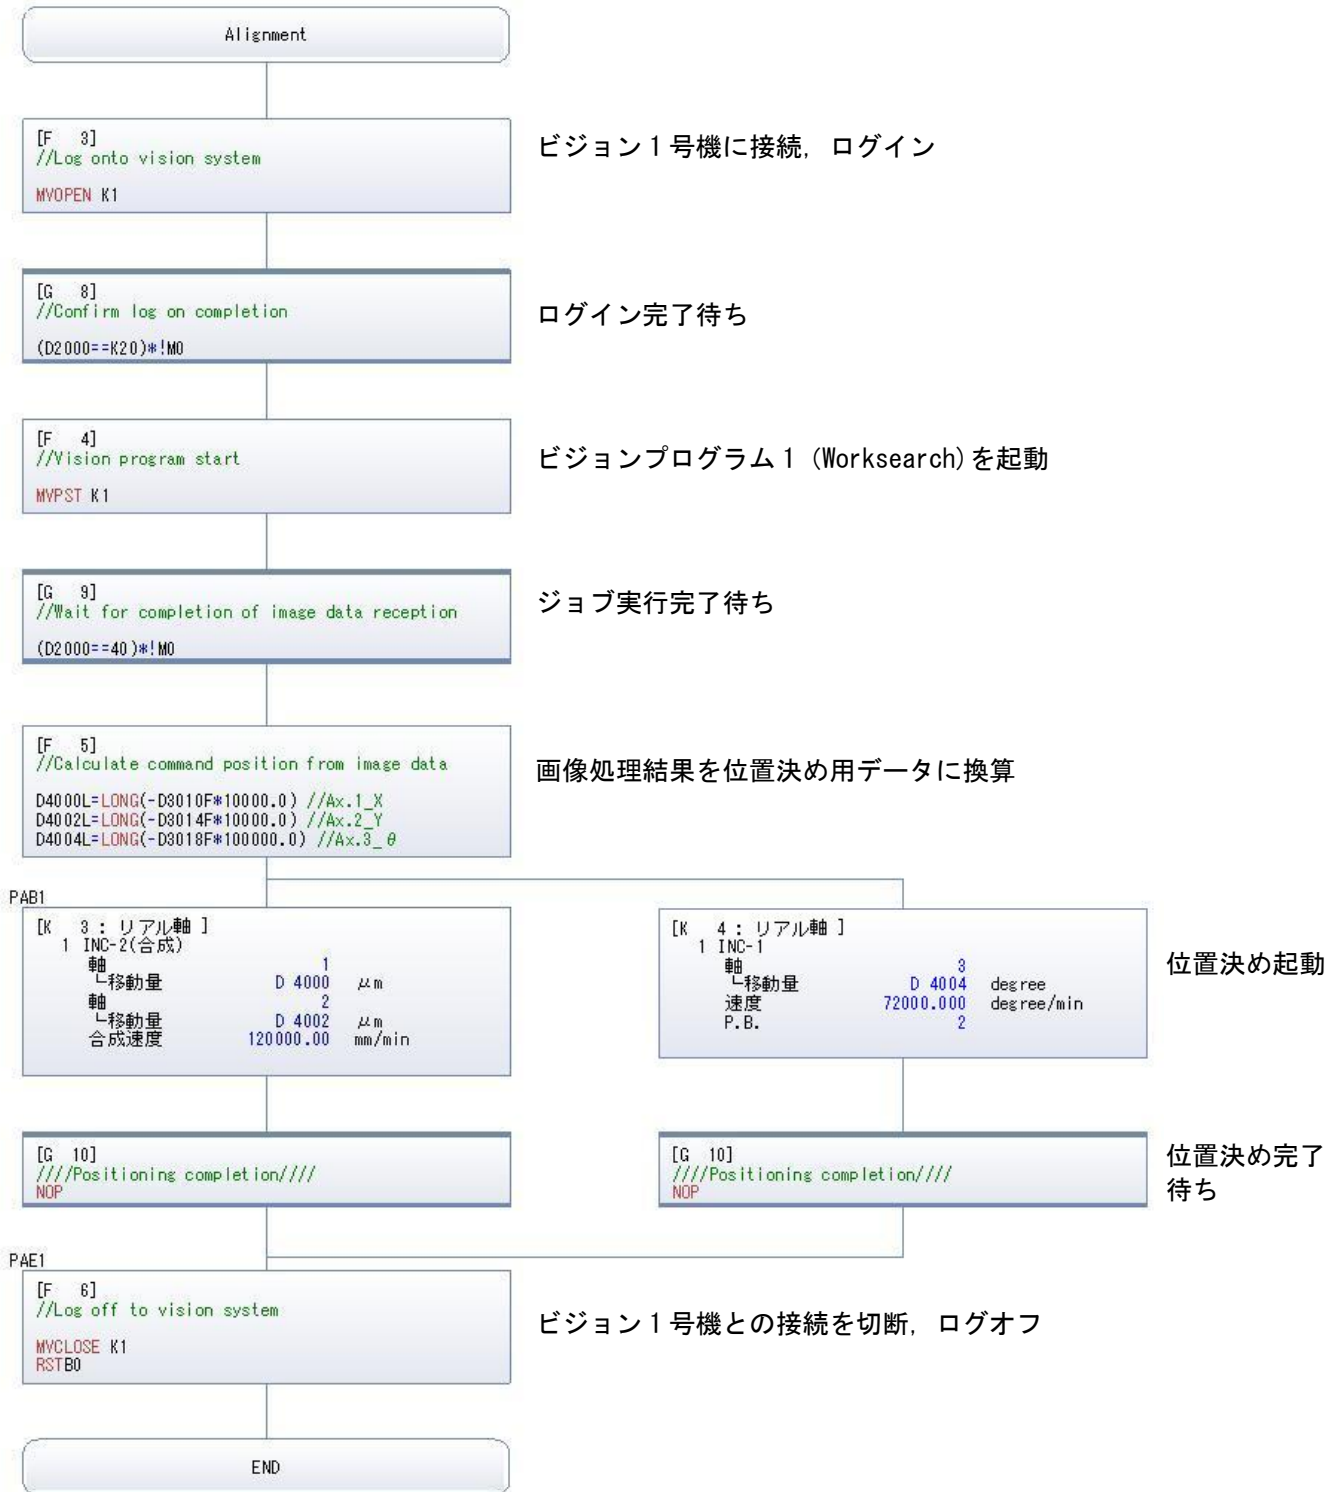 Alignment
[F 3]
//Log onto vision system
MVOPEN K1
ビジョン1号機に接続, ログイン
[G 8]
//Confirm log on completion
(D2000==K20)*!M0
ログイン完了待ち
[F 4]
//Vision program start
MVPST K1
ビジョンプログラム1 (Worksearch)を起動
[G 9]
//Wait for completion of image data reception
(D2000==40)*!M0
ジョブ実行完了待ち
[F 5]
//Calculate command position from image data
D4000L=LONG(-D3010F*10000.0) //Ax.1_X
D4002L=LONG(-D3014F*10000.0) //Ax.2_Y
D4004L=LONG(-D3018F*100000.0) //Ax.3_θ
画像処理結果を位置決め用データに換算
PAB1
[K 3 : リアル軸 ]
1 INC-2(合成)
軸 1
└移動量 D 4000 μm
軸 2
└移動量 D 4002 μm
合成速度 120000.00 mm/min
[K 4 : リアル軸 ]
1 INC-1
軸 3
└移動量 D 4004 degree
速度 72000.000 degree/min
P.B. 2
位置決め起動
[G 10]
////Positioning completion////
NOP
[G 10]
////Positioning completion////
NOP
位置決め完了
待ち
PAE1
[F 6]
//Log off to vision system
MVCLOSE K1
RSTB0
ビジョン1号機との接続を切断, ログオフ
END